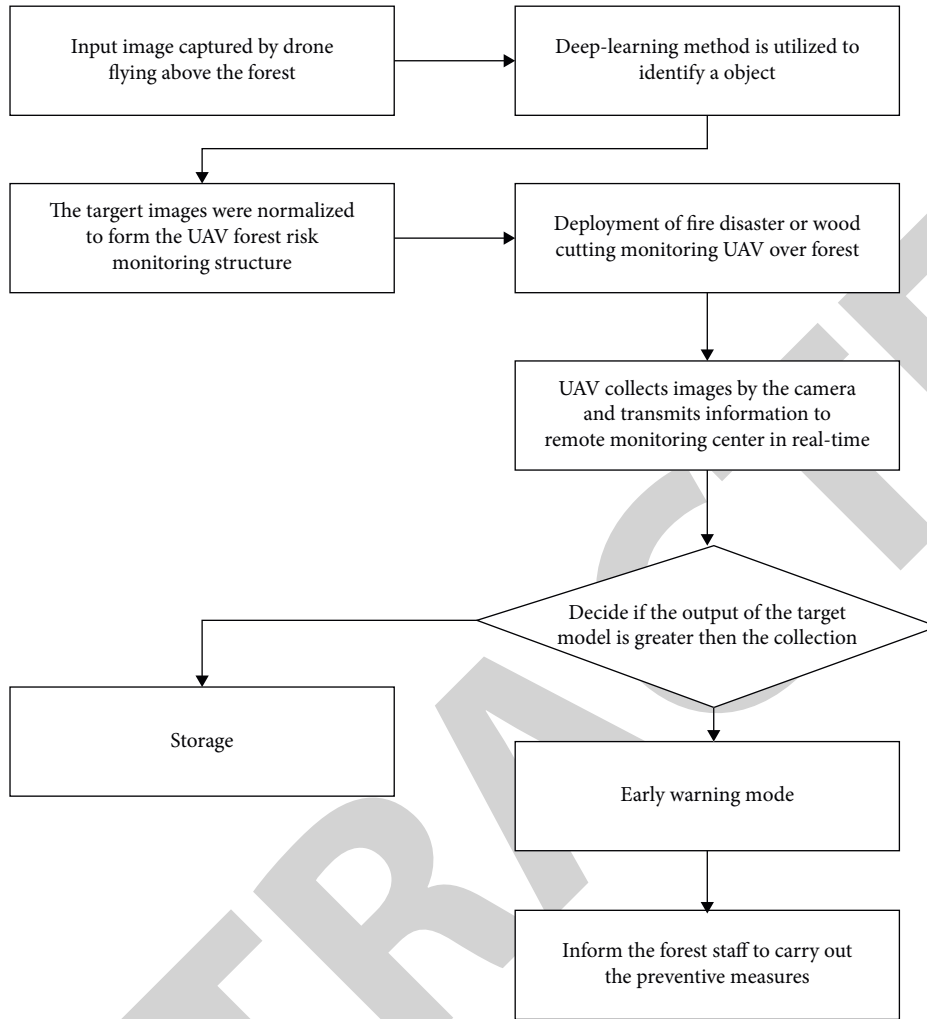 Input image captured by drone
flying above the forest
Deep-learning method is utilized to
identify a object
The targert images were normalized
to form the UAV forest risk
monitoring structure
Deployment of fire disaster or wood
cutting monitoring UAV over forest
UAV collects images by the camera
and transmits information to
remote monitoring center in real-time
Decide if the output of the target
model is greater then the collection
Storage
Early warning mode
Inform the forest staff to carry out
the preventive measures
TRACTE